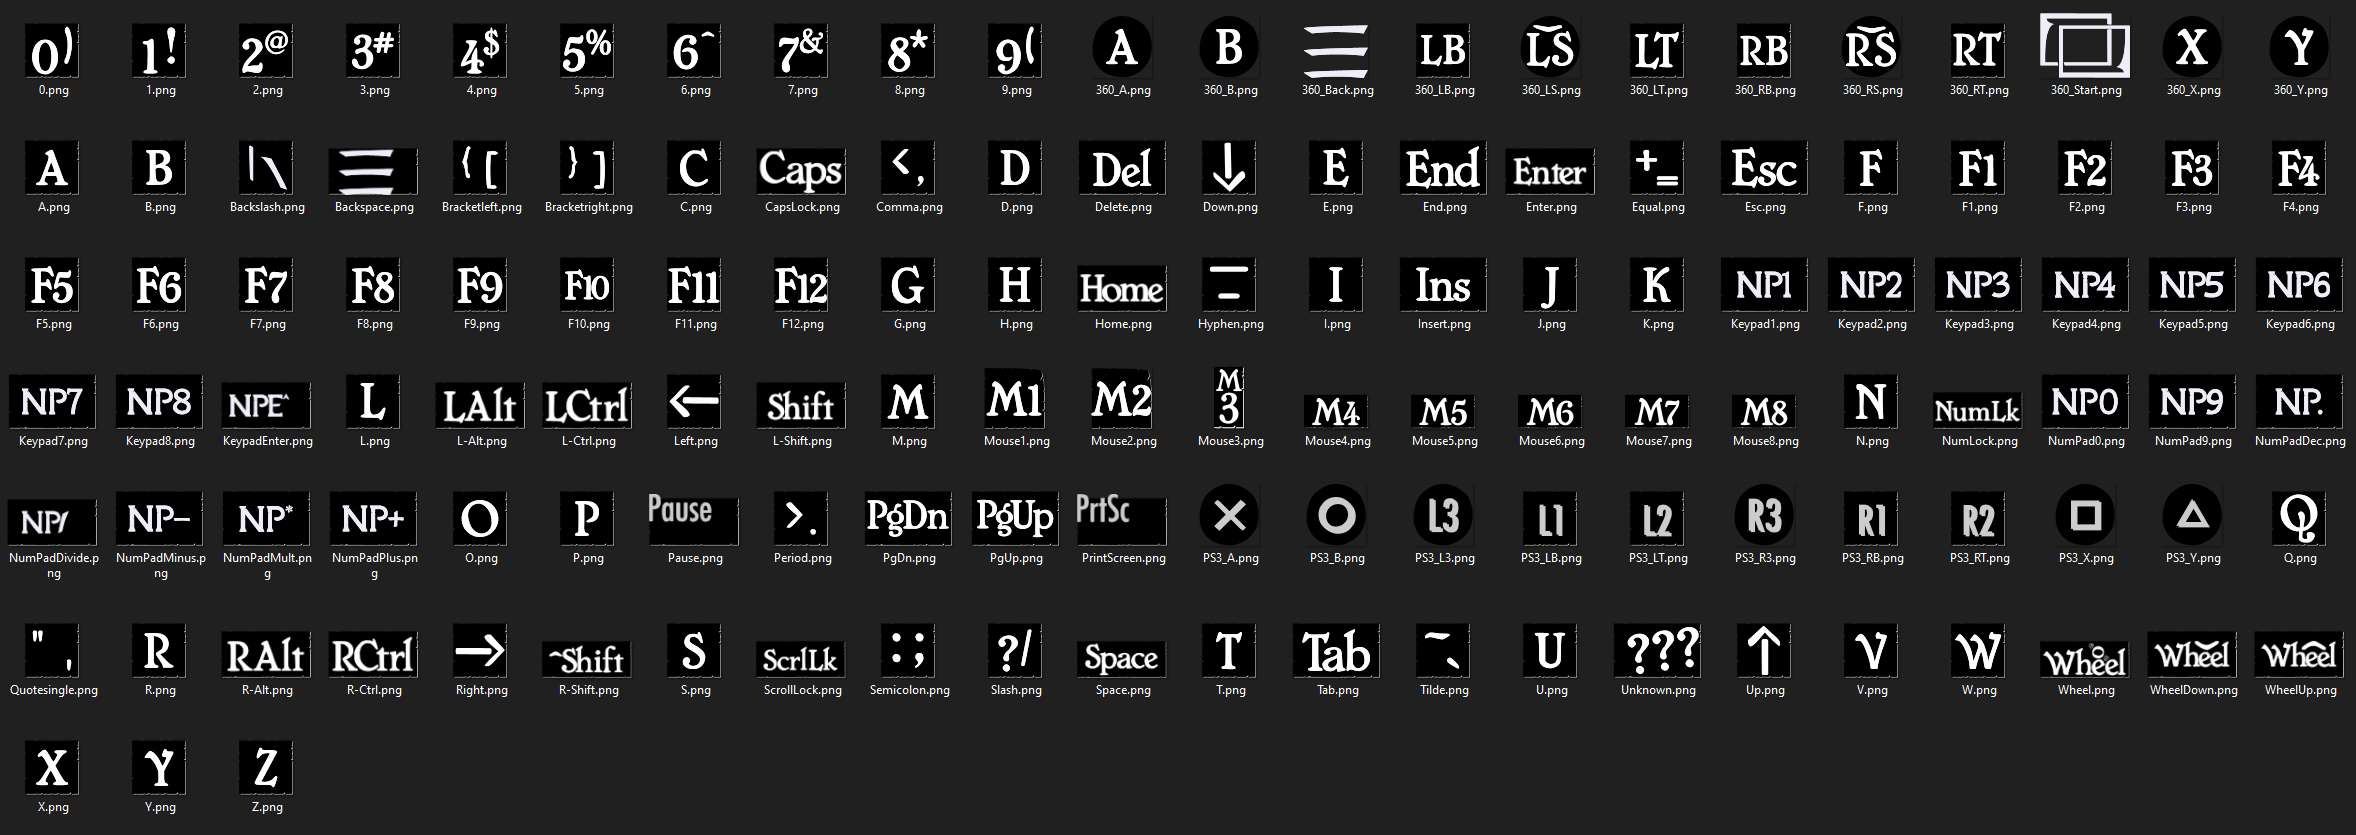 0) 1! 2@ 3# 4$ 5% 6^ 7& 8* 9( A B LB LS LT RB RS RT X Y
0.png 1.png 2.png 3.png 4.png 5.png 6.png 7.png 8.png 9.png 360_A.png 360_B.png 360_Back.png 360_LB.png 360_LS.png 360_LT.png 360_RB.png 360_RS.png 360_RT.png 360_Start.png 360_X.png 360_Y.png
A B |\ { [ } ] C Caps <, D Del ↓ E End Enter += Esc F F1 F2 F3 F4
A.png B.png Backslash.png Backspace.png Bracketleft.png Bracketright.png C.png CapsLock.png Comma.png D.png Delete.png Down.png E.png End.png Enter.png Equal.png Esc.png F.png F1.png F2.png F3.png F4.png
F5 F6 F7 F8 F9 F10 F11 F12 G H Home _- I Ins J K NP1 NP2 NP3 NP4 NP5 NP6
F5.png F6.png F7.png F8.png F9.png F10.png F11.png F12.png G.png H.png Home.png Hyphen.png I.png Insert.png J.png K.png Keypad1.png Keypad2.png Keypad3.png Keypad4.png Keypad5.png Keypad6.png
NP7 NP8 NPE^ L LAlt LCtrl ← Shift M M1 M2 M3 M4 M5 M6 M7 M8 N NumLk NP0 NP9 NP.
Keypad7.png Keypad8.png KeypadEnter.png L.png L-Alt.png L-Ctrl.png Left.png L-Shift.png M.png Mouse1.png Mouse2.png Mouse3.png Mouse4.png Mouse5.png Mouse6.png Mouse7.png Mouse8.png N.png NumLock.png NumPad0.png NumPad9.png NumPadDec.png
NP/ NP- NP* NP+ O P Pause >. PgDn PgUp PrtSc L3 L1 L2 R3 R1 R2 Q
NumPadDivide.png NumPadMinus.png NumPadMult.png NumPadPlus.png O.png P.png Pause.png Period.png PgDn.png PgUp.png PrintScreen.png PS3_A.png PS3_B.png PS3_L3.png PS3_LB.png PS3_LT.png PS3_R3.png PS3_RB.png PS3_RT.png PS3_X.png PS3_Y.png Q.png
" , R RAlt RCtrl → ^Shift S ScrlLk : ; ?/ Space T Tab ~ ` U ??? ↑ V W Wheel Wheel Wheel
Quotesingle.png R.png R-Alt.png R-Ctrl.png Right.png R-Shift.png S.png ScrollLock.png Semicolon.png Slash.png Space.png T.png Tab.png Tilde.png U.png Unknown.png Up.png V.png W.png Wheel.png WheelDown.png WheelUp.png
X Y Z
X.png Y.png Z.png